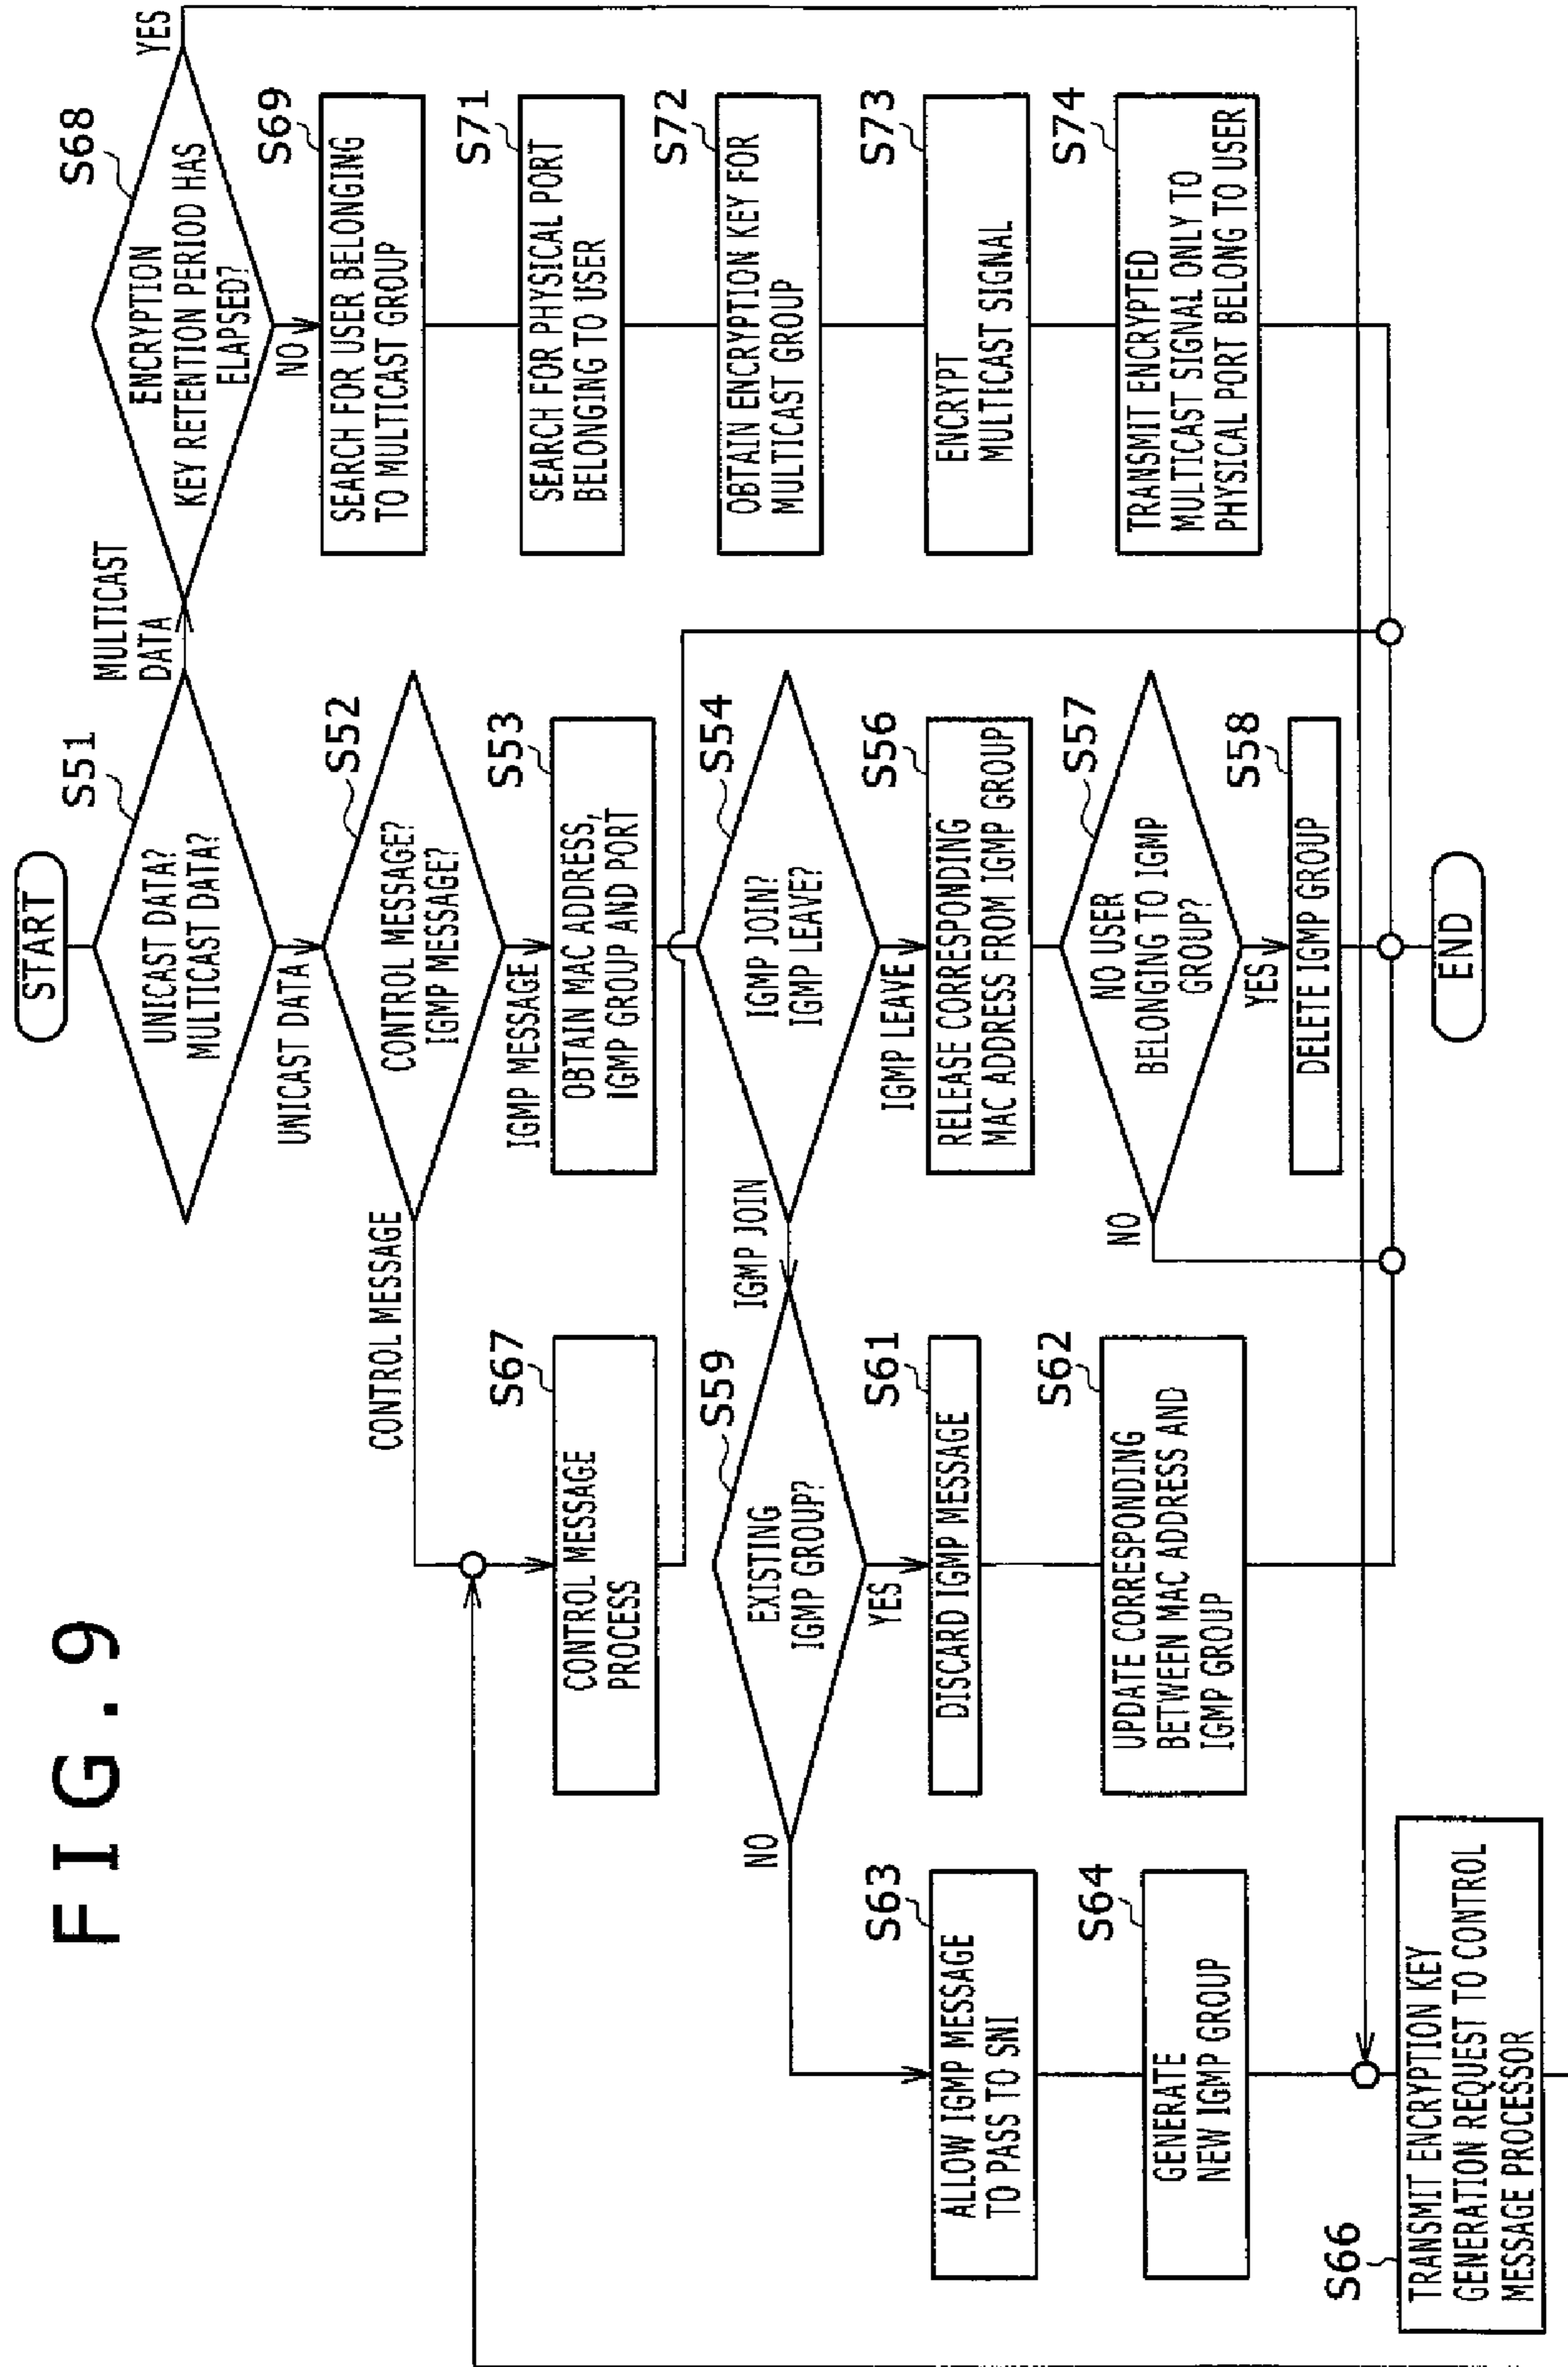 FIG.9
START
S51
UNICAST DATA?
MULTICAST DATA?
MULTICAST
DATA
UNICAST DATA
S52
CONTROL MESSAGE?
IGMP MESSAGE?
CONTROL MESSAGE
IGMP MESSAGE
S53
OBTAIN MAC ADDRESS,
IGMP GROUP AND PORT
S54
IGMP JOIN?
IGMP LEAVE?
IGMP JOIN
IGMP LEAVE
S56
RELEASE CORRESPONDING
MAC ADDRESS FROM IGMP GROUP
S57
NO USER
BELONGING TO IGMP
GROUP?
NO
YES
S58
DELETE IGMP GROUP
END
S67
CONTROL MESSAGE
PROCESS
S59
EXISTING
IGMP GROUP?
NO
YES
S61
DISCARD IGMP MESSAGE
S62
UPDATE CORRESPONDING
BETWEEN MAC ADDRESS AND
IGMP GROUP
S63
ALLOW IGMP MESSAGE
TO PASS TO SNI
S64
GENERATE
NEW IGMP GROUP
S66
TRANSMIT ENCRYPTION KEY
GENERATION REQUEST TO CONTROL
MESSAGE PROCESSOR
S68
ENCRYPTION
KEY RETENTION PERIOD HAS
ELAPSED?
YES
NO
S69
SEARCH FOR USER BELONGING
TO MULTICAST GROUP
S71
SEARCH FOR PHYSICAL PORT
BELONGING TO USER
S72
OBTAIN ENCRYPTION KEY FOR
MULTICAST GROUP
S73
ENCRYPT
MULTICAST SIGNAL
S74
TRANSMIT ENCRYPTED
MULTICAST SIGNAL ONLY TO
PHYSICAL PORT BELONG TO USER